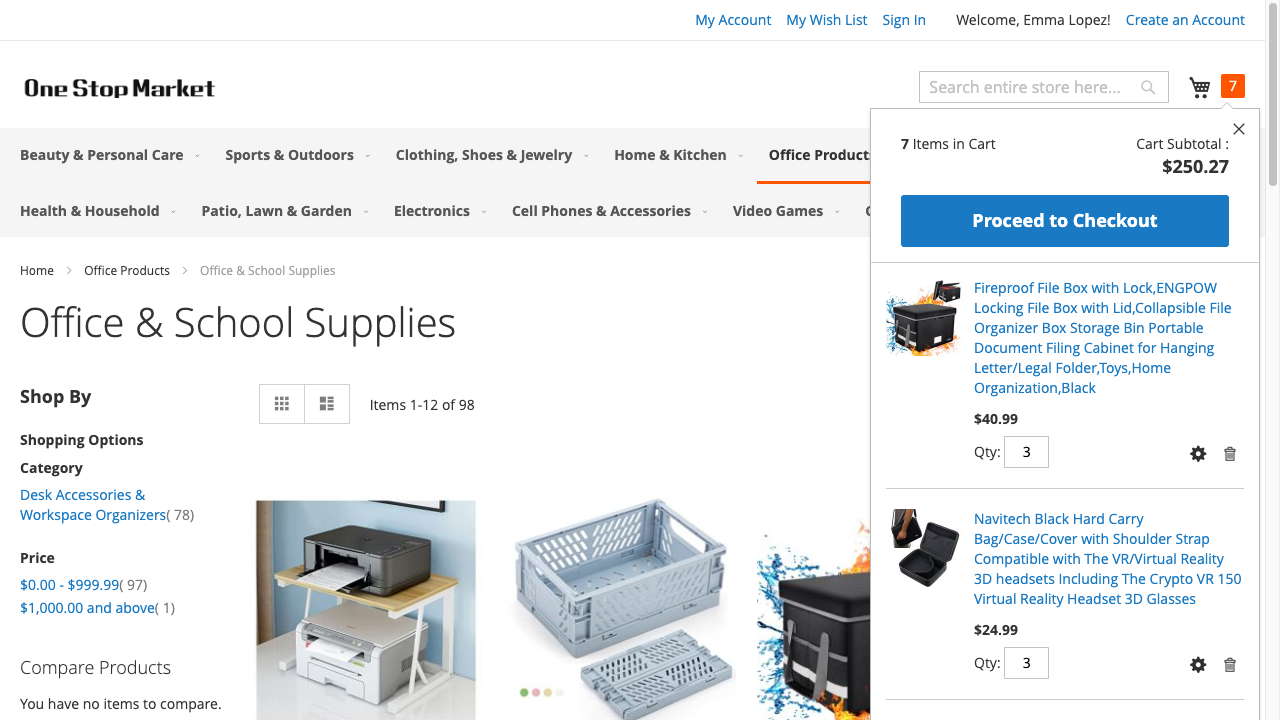 My Account My Wish List Sign In Welcome, Emma Lopez! Create an Account
One Stop Market
Search entire store here...
7
Beauty & Personal Care Sports & Outdoors Clothing, Shoes & Jewelry Home & Kitchen Office Products
Health & Household Patio, Lawn & Garden Electronics Cell Phones & Accessories Video Games
Home Office Products Office & School Supplies
Office & School Supplies
Shop By
Shopping Options
Category
Desk Accessories &
Workspace Organizers( 78)
Price
$0.00 - $999.99( 97)
$1,000.00 and above( 1)
Compare Products
You have no items to compare.
Items 1-12 of 98
7 Items in Cart
Cart Subtotal :
$250.27
Proceed to Checkout
Fireproof File Box with Lock,ENGPOW
Locking File Box with Lid,Collapsible File
Organizer Box Storage Bin Portable
Document Filing Cabinet for Hanging
Letter/Legal Folder,Toys,Home
Organization,Black
$40.99
Qty: 3
Navitech Black Hard Carry
Bag/Case/Cover with Shoulder Strap
Compatible with The VR/Virtual Reality
3D headsets Including The Crypto VR 150
Virtual Reality Headset 3D Glasses
$24.99
Qty: 3